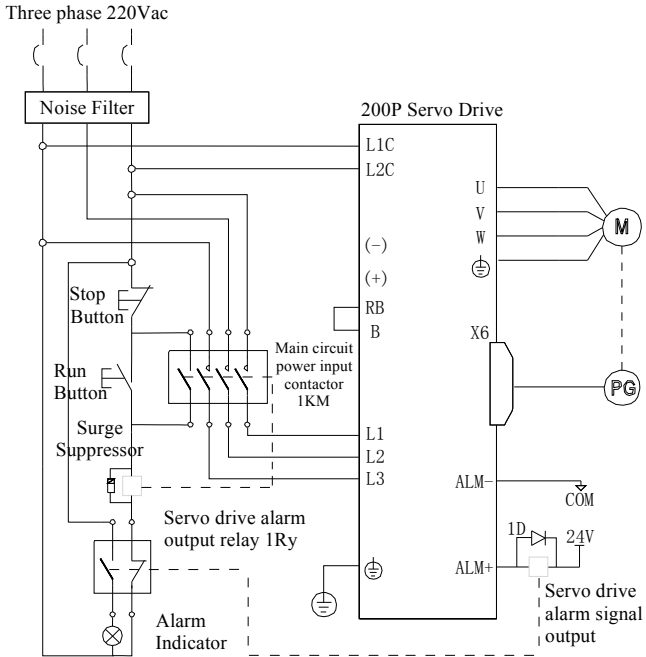 Three phase 220Vac
Noise Filter
200P Servo Drive
L1C
L2C
U
V
W
M
(-)
(+)
RB
B
X6
PG
Stop
Button
Run
Button
Main circuit
power input
contactor
1KM
Surge
Suppressor
L1
L2
L3
ALM-
COM
1D
24V
ALM+
Servo drive alarm
output relay 1Ry
Servo drive
alarm signal
output
Alarm
Indicator